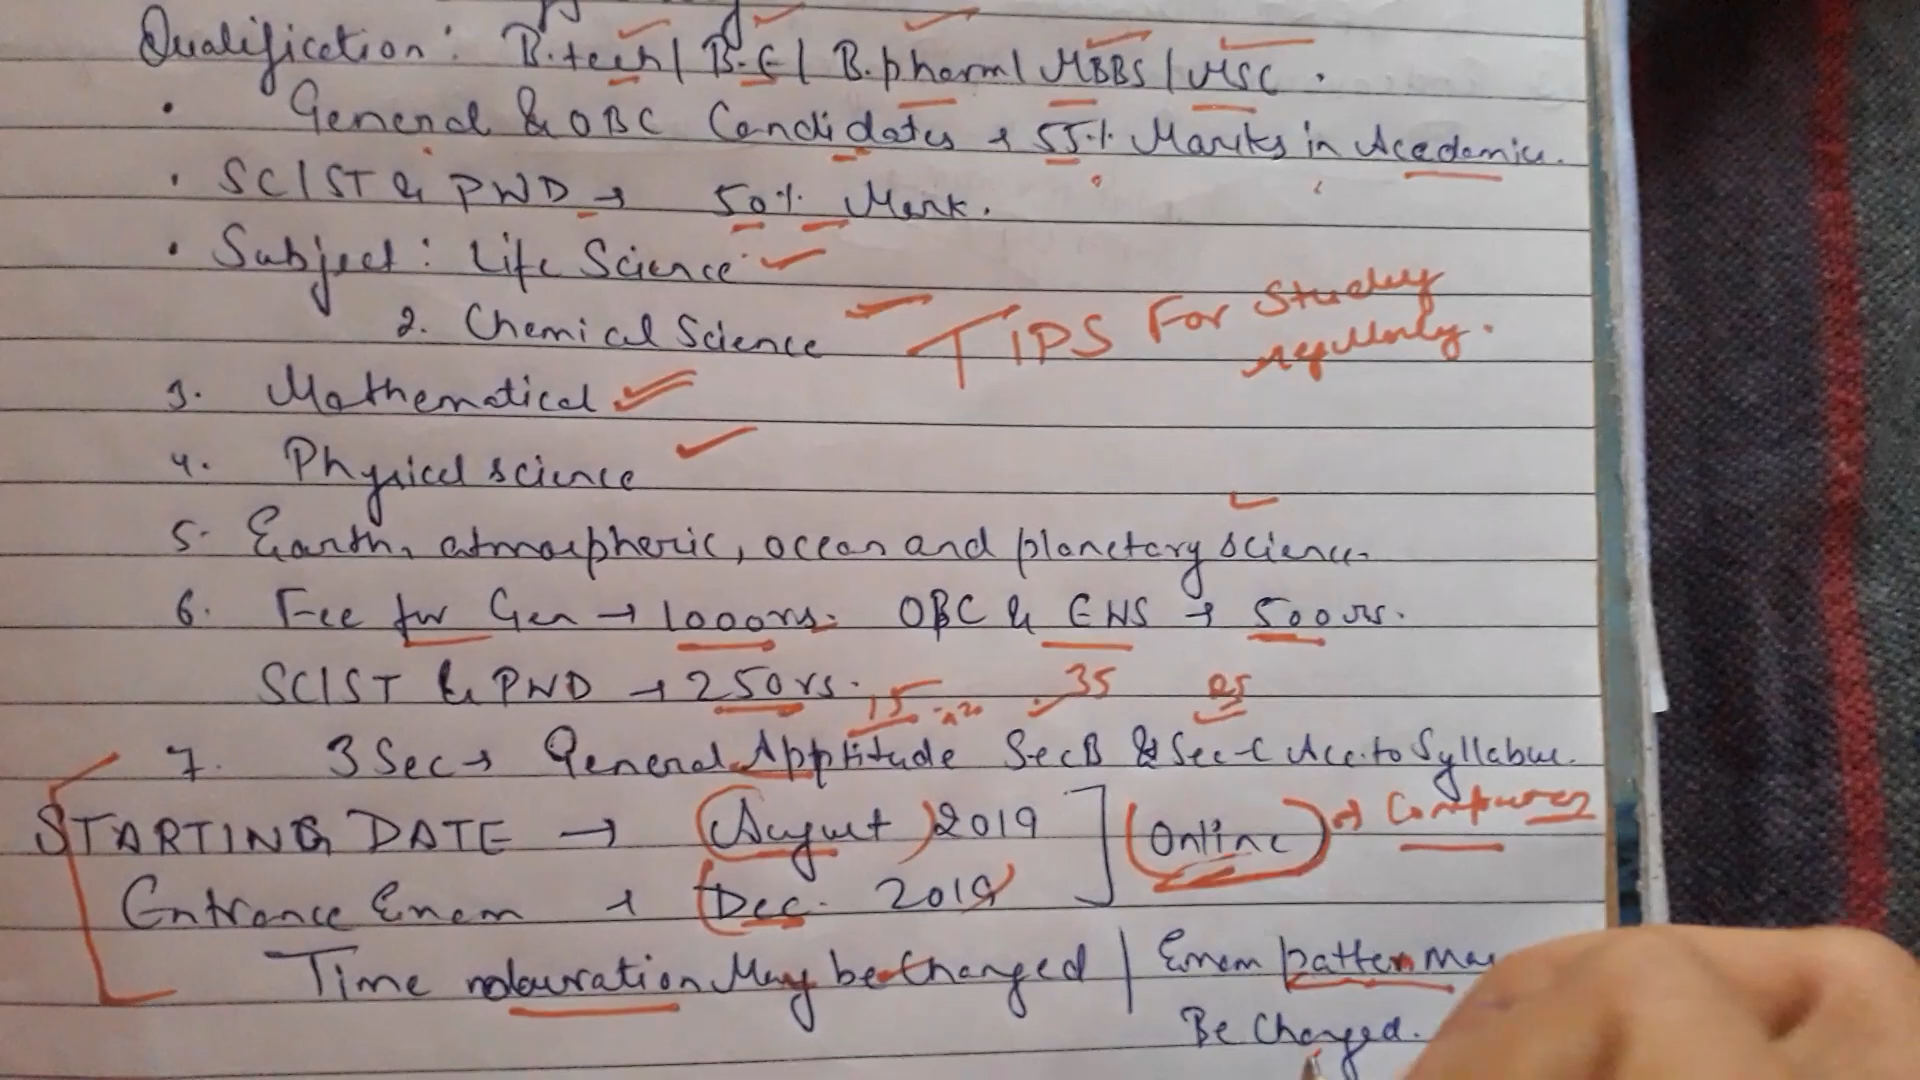 Qualification: B.tech/ B.E/ B.pharm/ MBBS/ MSC.
• General & OBC Candidates → 55% Marks in Acedemic.
• SC/ST & PWD → 50% Mark.
• Subject: Life Science
2. Chemical Science
TIPS For Study
regularly.
3. Mathematical
4. Physical science
5. Earth, atmospheric, ocean and planetary science.
6. Fee for Gen → 1000rs. OBC & EWS → 500rs.
SC/ST & PWD → 250rs.
15 35 25
7. 3 Sec → General Apptitude Sec B & Sec-C Acc. to Syllabus.
STARTING DATE → August 2019
Online → Computer
Entrance Exam → Dec. 2019
Time duration May be Changed | Exam patten may
Be Changed.